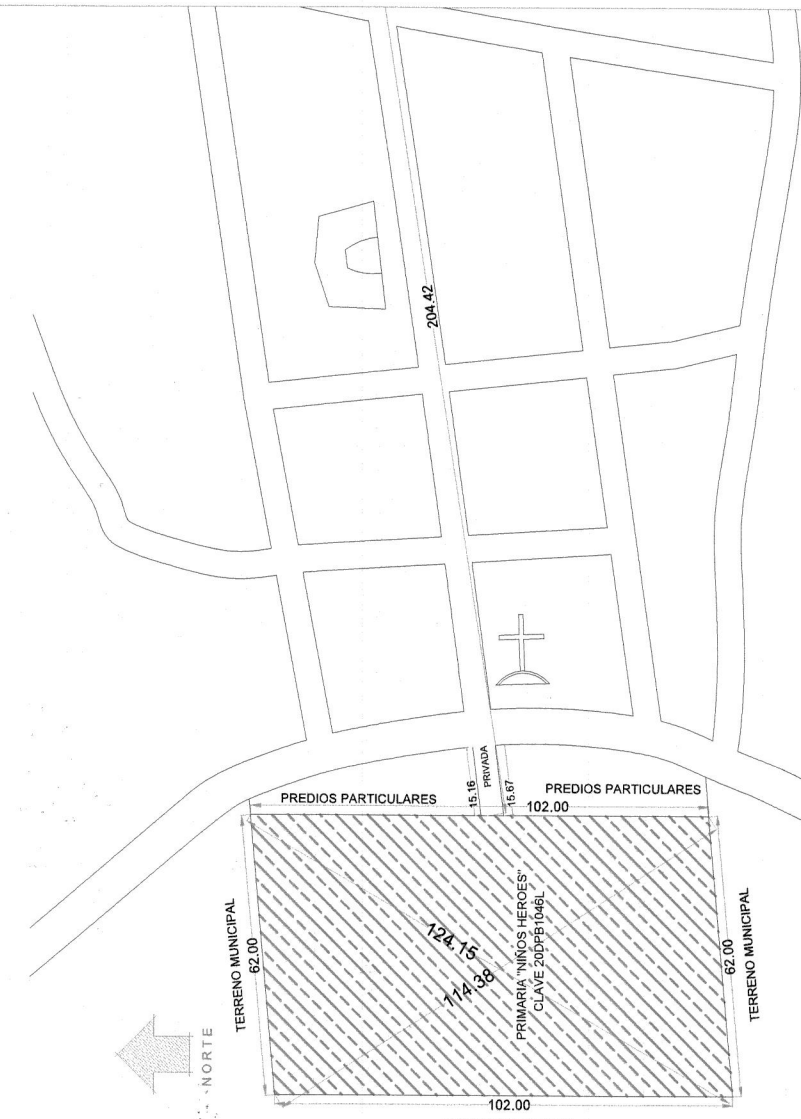 204.42
PREDIOS PARTICULARES
15.16
PRIVADA
15.67
PREDIOS PARTICULARES
102.00
TERRENO MUNICIPAL
62.00
124.15
114.38
PRIMARIA "NIÑOS HEROES"
CLAVE 20DPB1046L
62.00
TERRENO MUNICIPAL
NORTE
102.00